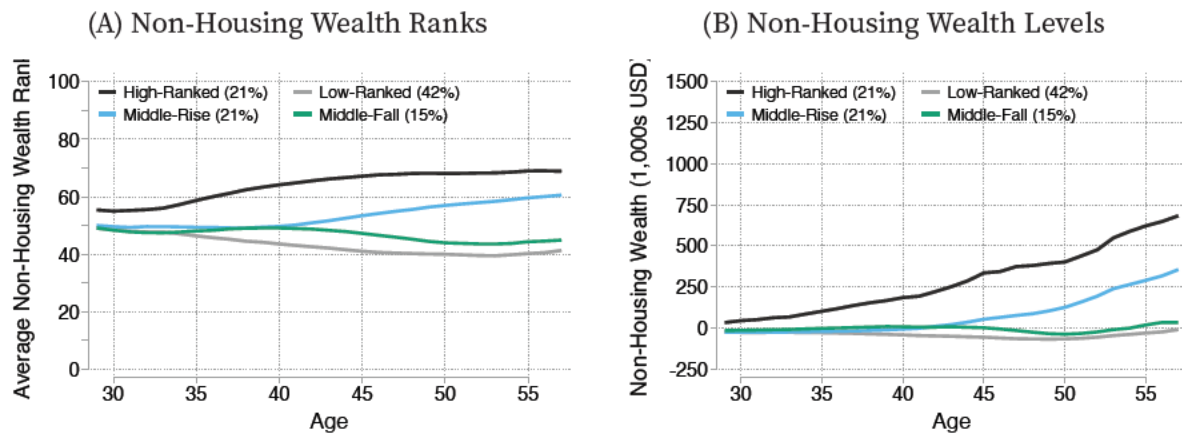 (A) Non-Housing Wealth Ranks
Average Non-Housing Wealth Rank
100
80
60
40
20
0
High-Ranked (21%)
Low-Ranked (42%)
Middle-Rise (21%)
Middle-Fall (15%)
30 35 40 45 50 55
Age
(B) Non-Housing Wealth Levels
Non-Housing Wealth (1,000s USD)
1500
1250
1000
750
500
250
0
-250
High-Ranked (21%)
Low-Ranked (42%)
Middle-Rise (21%)
Middle-Fall (15%)
30 35 40 45 50 55
Age